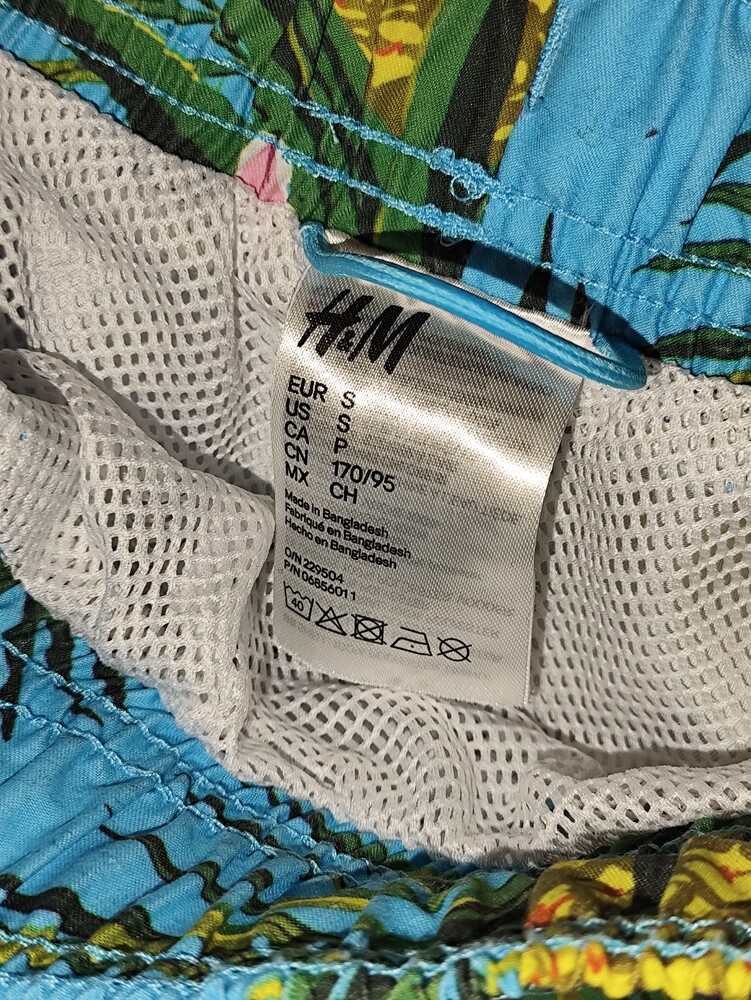 H&M
EUR S
US S
CA P
CN 170/95
MX CH
Made in Bangladesh
Fabriqué en Bangladesh
Hecho en Bangladesh
O/N 229504
P/N 0685601 1
40